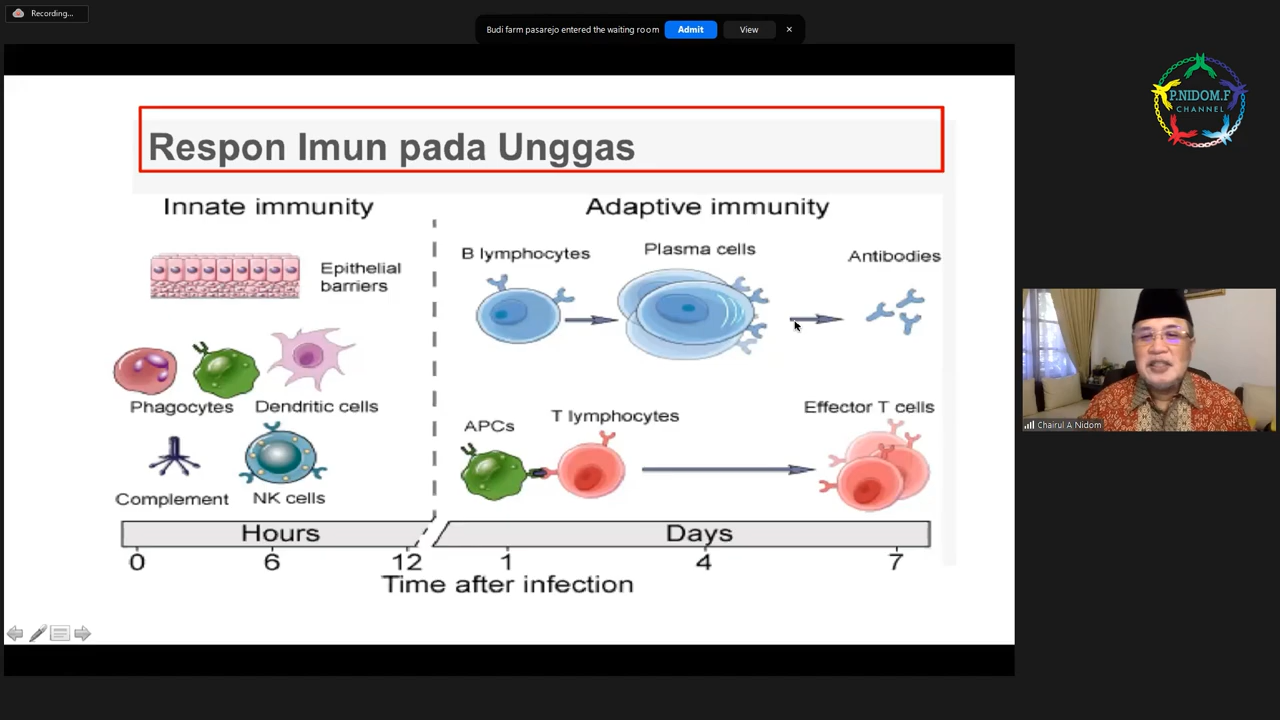 Recording...
Budi farm pasarejo entered the waiting room Admit View ×
P.NIDOM.F
CHANNEL
Respon Imun pada Unggas
Innate immunity
Adaptive immunity
Epithelial
barriers
Phagocytes
Dendritic cells
Complement
NK cells
B lymphocytes
Plasma cells
Antibodies
APCs
T lymphocytes
Effector T cells
Hours
Days
0 6 12 1 4 7
Time after infection
Chairul A Nidom